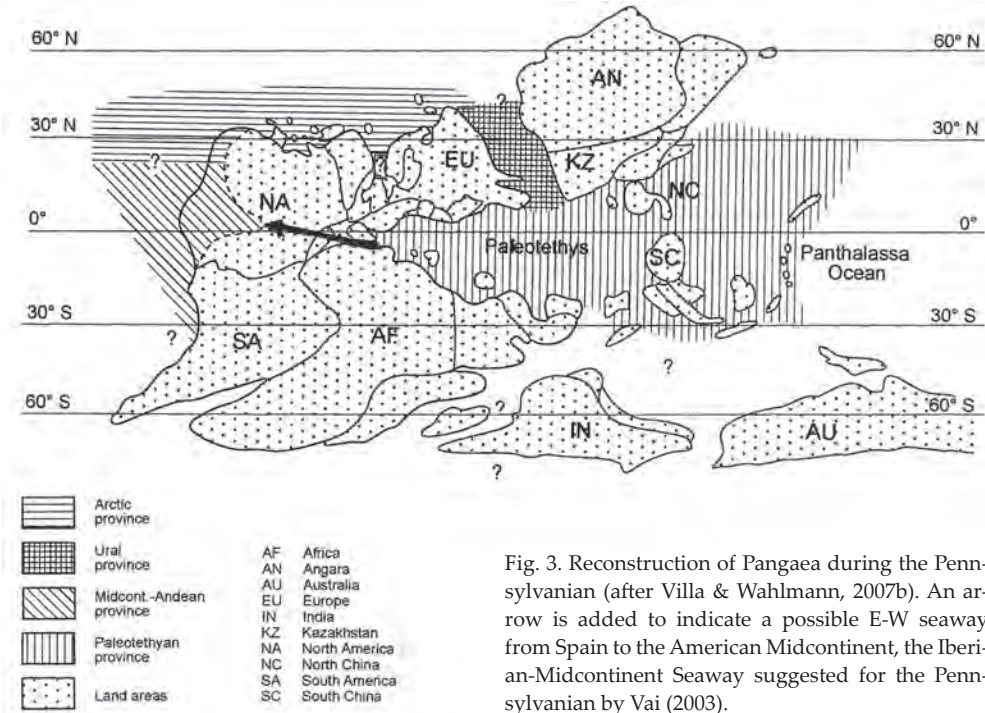 60° N
60° N
AN
30° N
30° N
?
?
EU
KZ
?
?
NC
NA
0°
0°
Paleotethys
SC
Panthalassa
Ocean
30° S
30° S
?
SA
AF
?
60° S
60° S
?
IN
AU
?
Arctic
province
Ural
province
Midcont.-Andean
province
Paleotethyan
province
Land areas
AF Africa
AN Angara
AU Australia
EU Europe
IN India
KZ Kazakhstan
NA North America
NC North China
SA South America
SC South China
Fig. 3. Reconstruction of Pangaea during the Penn-
sylvanian (after Villa & Wahlmann, 2007b). An ar-
row is added to indicate a possible E-W seaway
from Spain to the American Midcontinent, the Iberi-
an-Midcontinent Seaway suggested for the Penn-
sylvanian by Vai (2003).